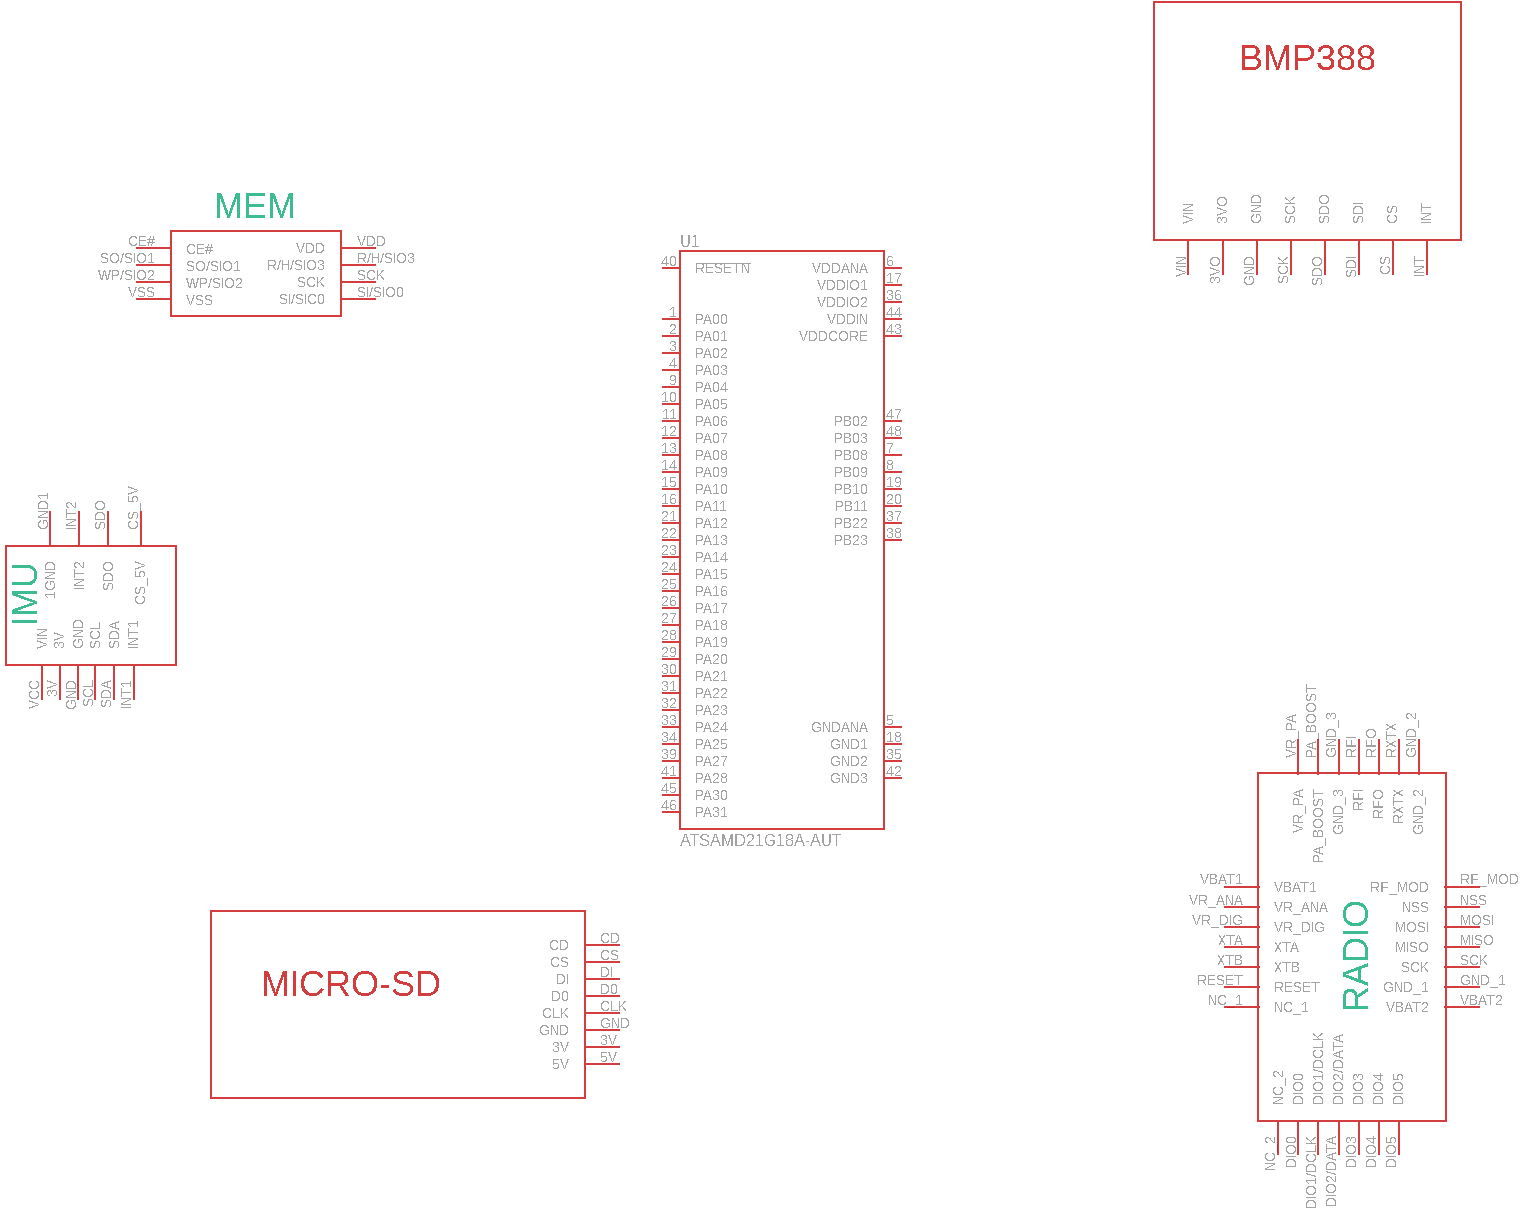 BMP388
VIN 3VO GND SCK SDO SDI CS INT
VIN 3VO GND SCK SDO SDI CS INT
MEM
CE# CE# VDD VDD
SO/SIO1 SO/SIO1 R/H/SIO3 R/H/SIO3
WP/SIO2 WP/SIO2 SCK SCK
VSS VSS SI/SIC0 SI/SIO0
U1
40 RESETN VDDANA 6
VDDIO1 17
VDDIO2 36
1 PA00 VDDIN 44
2 PA01 VDDCORE 43
3 PA02
4 PA03
9 PA04
10 PA05
11 PA06 PB02 47
12 PA07 PB03 48
13 PA08 PB08 7
14 PA09 PB09 8
15 PA10 PB10 19
16 PA11 PB11 20
21 PA12 PB22 37
22 PA13 PB23 38
23 PA14
24 PA15
25 PA16
26 PA17
27 PA18
28 PA19
29 PA20
30 PA21
31 PA22
32 PA23
33 PA24 GNDANA 5
34 PA25 GND1 18
39 PA27 GND2 35
41 PA28 GND3 42
45 PA30
46 PA31
ATSAMD21G18A-AUT
GND1 INT2 SDO CS_5V
IMU
1GND INT2 SDO CS_5V
VIN 3V GND SCL SDA INT1
VCC 3V GND SCL SDA INT1
MICRO-SD
CD CD
CS CS
DI DI
D0 D0
CLK CLK
GND GND
3V 3V
5V 5V
VR_PA PA_BOOST GND_3 RFI RFO RXTX GND_2
VR_PA PA_BOOST GND_3 RFI RFO RXTX GND_2
VBAT1 VBAT1 RF_MOD RF_MOD
VR_ANA VR_ANA NSS NSS
VR_DIG VR_DIG MOSI MOSI
XTA XTA MISO MISO
XTB XTB SCK SCK
RESET RESET GND_1 GND_1
NC_1 NC_1 VBAT2 VBAT2
RADIO
NC_2 DIO0 DIO1/DCLK DIO2/DATA DIO3 DIO4 DIO5
NC_2 DIO0 DIO1/DCLK DIO2/DATA DIO3 DIO4 DIO5